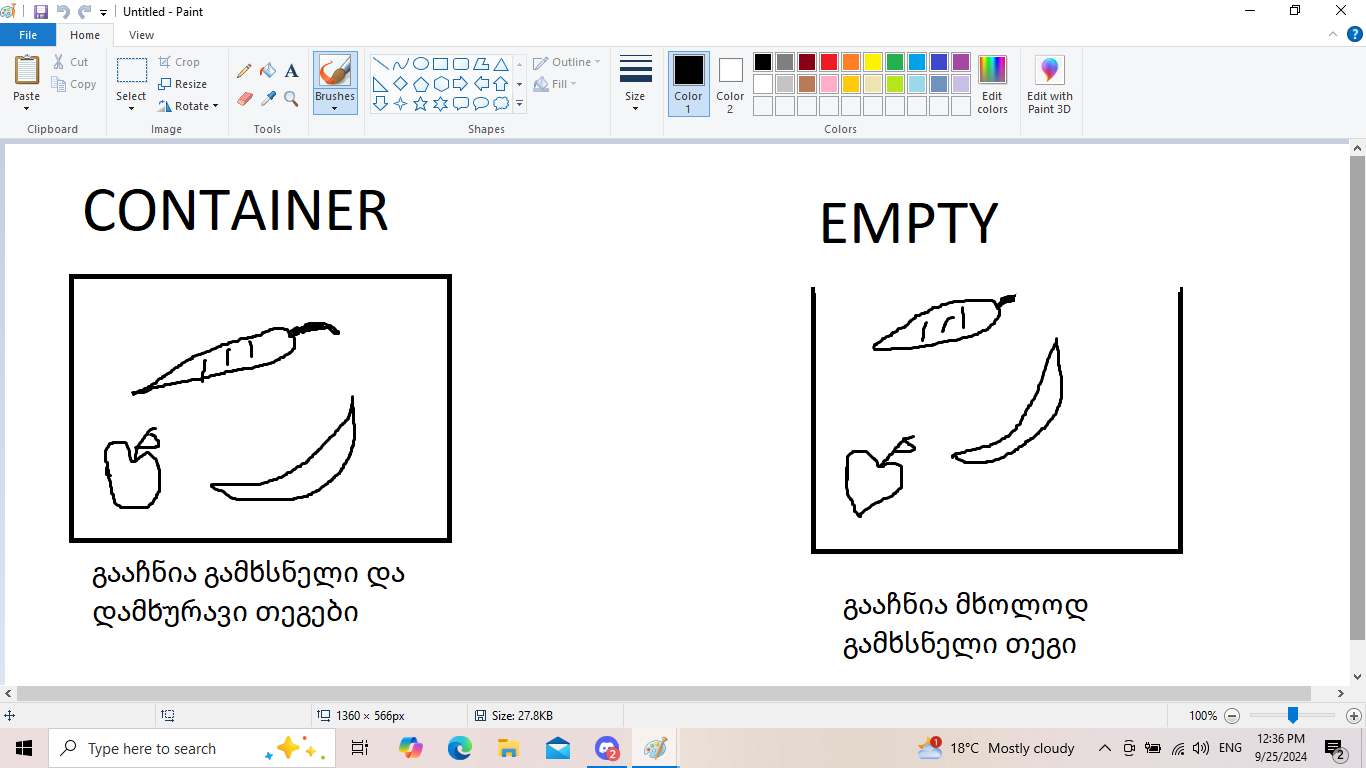 Untitled - Paint
File Home View
Paste
Cut
Copy
Clipboard
Select
Crop
Resize
Rotate
Image
Tools
Brushes
Shapes
Outline
Fill
Size
Color 1
Color 2
Colors
Edit colors
Edit with Paint 3D
CONTAINER
გააჩნია გამხსნელი და
დამხურავი თეგები
EMPTY
გააჩნია მხოლოდ
გამხსნელი თეგი
1360 × 566px
Size: 27.8KB
100%
Type here to search
2
1
18°C Mostly cloudy
ENG
12:36 PM
9/25/2024
2